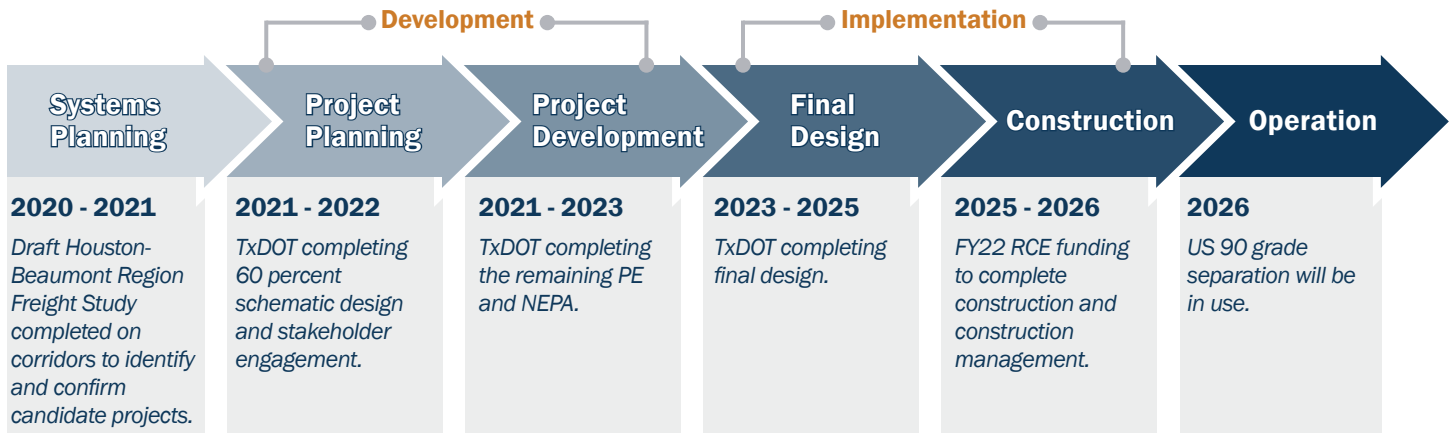 Development
Implementation
Systems
Planning
Project
Planning
Project
Development
Final
Design
Construction
Operation
2020 - 2021
Draft Houston-
Beaumont Region
Freight Study
completed on
corridors to identify
and confirm
candidate projects.
2021 - 2022
TxDOT completing
60 percent
schematic design
and stakeholder
engagement.
2021 - 2023
TxDOT completing
the remaining PE
and NEPA.
2023 - 2025
TxDOT completing
final design.
2025 - 2026
FY22 RCE funding
to complete
construction and
construction
management.
2026
US 90 grade
separation will be
in use.